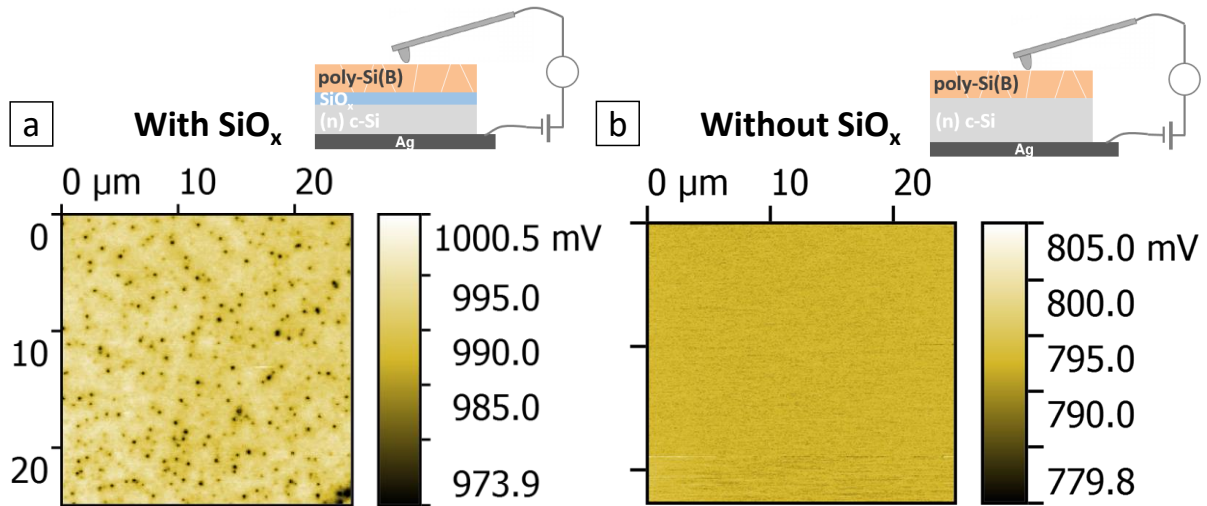 a
With SiOx
poly-Si(B)
SiOx
(n) c-Si
Ag
0 µm 10 20
0
10
20
1000.5 mV
995.0
990.0
985.0
973.9
b
Without SiOx
poly-Si(B)
(n) c-Si
Ag
0 µm 10 20
805.0 mV
800.0
795.0
790.0
779.8